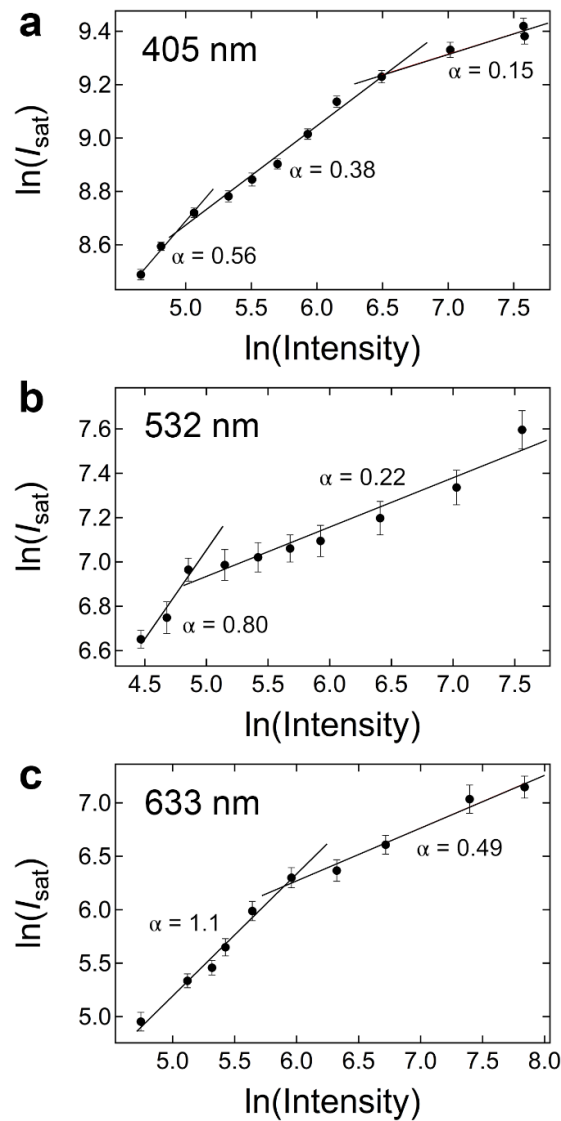 a
405 nm
9.4
9.2
9.0
8.8
8.6
ln(Isat)
α = 0.15
α = 0.38
α = 0.56
5.0 5.5 6.0 6.5 7.0 7.5
ln(Intensity)
b
532 nm
7.6
7.4
7.2
7.0
6.8
6.6
ln(Isat)
α = 0.22
α = 0.80
4.5 5.0 5.5 6.0 6.5 7.0 7.5
ln(Intensity)
c
633 nm
7.0
6.5
6.0
5.5
5.0
ln(Isat)
α = 0.49
α = 1.1
5.0 5.5 6.0 6.5 7.0 7.5 8.0
ln(Intensity)